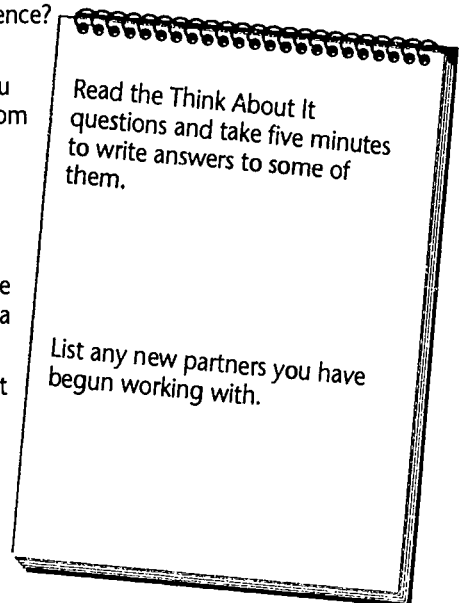 ence?
u
om
e
a
t
Read the Think About It
questions and take five minutes
to write answers to some of
them.
List any new partners you have
begun working with.